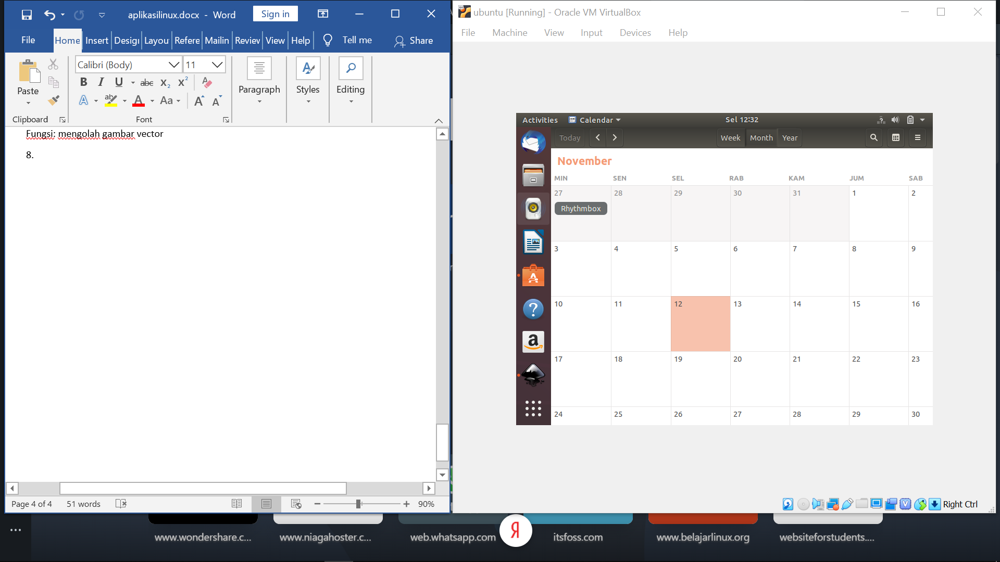 aplikasilinux.docx - Word
Sign in
File
Home
Insert
Desigı
Layou
Refere
Mailin
Review
View
Help
Tell me
Share
Paste
Clipboard
Calibri (Body)
11
B I U abc X₂ X²
A ab A Aa A A
Font
Paragraph
Styles
Editing
Fungsi: mengolah gambar vector
8.
Page 4 of 4
51 words
90%
ubuntu [Running] - Oracle VM VirtualBox
File
Machine
View
Input
Devices
Help
Activities
Calendar
Sel 12:32
Today
Week
Month
Year
November
MIN SEN SEL RAB KAM JUM SAB
27 28 29 30 31 1 2
Rhythmbox
3 4 5 6 7 8 9
10 11 12 13 14 15 16
17 18 19 20 21 22 23
24 25 26 27 28 29 30
Right Ctrl
www.wondershare.c...
www.niagahoster.c...
web.whatsapp.com
Я
itsfoss.com
www.belajarlinux.org
websiteforstudents....